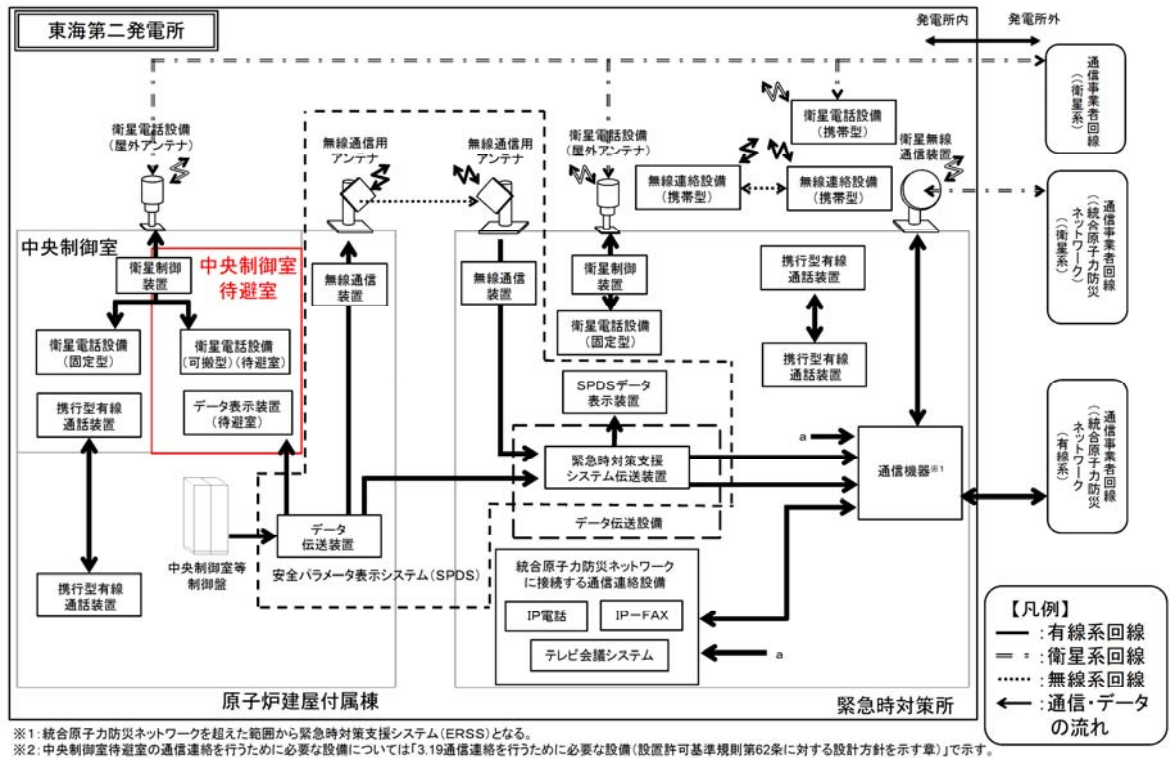 東海第二発電所
発電所内
発電所外
通信事業者回線
(衛星系)
衛星電話設備
(屋外アンテナ)
無線通信用
アンテナ
無線通信用
アンテナ
衛星電話設備
(屋外アンテナ)
衛星電話設備
(携帯型)
無線連絡設備
(携帯型)
無線連絡設備
(携帯型)
衛星無線
通信装置
通信事業者回線
(統合原子力防災
ネットワーク)
(衛星系)
中央制御室
衛星制御
装置
中央制御室
待避室
無線通信
装置
無線通信
装置
衛星制御
装置
携行型有線
通話装置
衛星電話設備
(固定型)
衛星電話設備
(可搬型)(待避室)
衛星電話設備
(固定型)
携行型有線
通話装置
携行型有線
通話装置
データ表示装置
(待避室)
SPDSデータ
表示装置
a
緊急時対策支援
システム伝送装置
データ伝送設備
通信機器※1
通信事業者回線
(統合原子力防災
ネットワーク)
(有線系)
中央制御室等
制御盤
データ
伝送装置
安全パラメータ表示システム(SPDS)
携行型有線
通話装置
統合原子力防災ネットワーク
に接続する通信連絡設備
IP電話
IP-FAX
テレビ会議システム
a
原子炉建屋付属棟
緊急時対策所
【凡例】
:有線系回線
:衛星系回線
:無線系回線
:通信・データ
の流れ
※1:統合原子力防災ネットワークを超えた範囲から緊急時対策支援システム(ERSS)となる。
※2:中央制御室待避室の通信連絡を行うために必要な設備については「3.19通信連絡を行うために必要な設備(設置許可基準規則第62条に対する設計方針を示す章)」で示す。